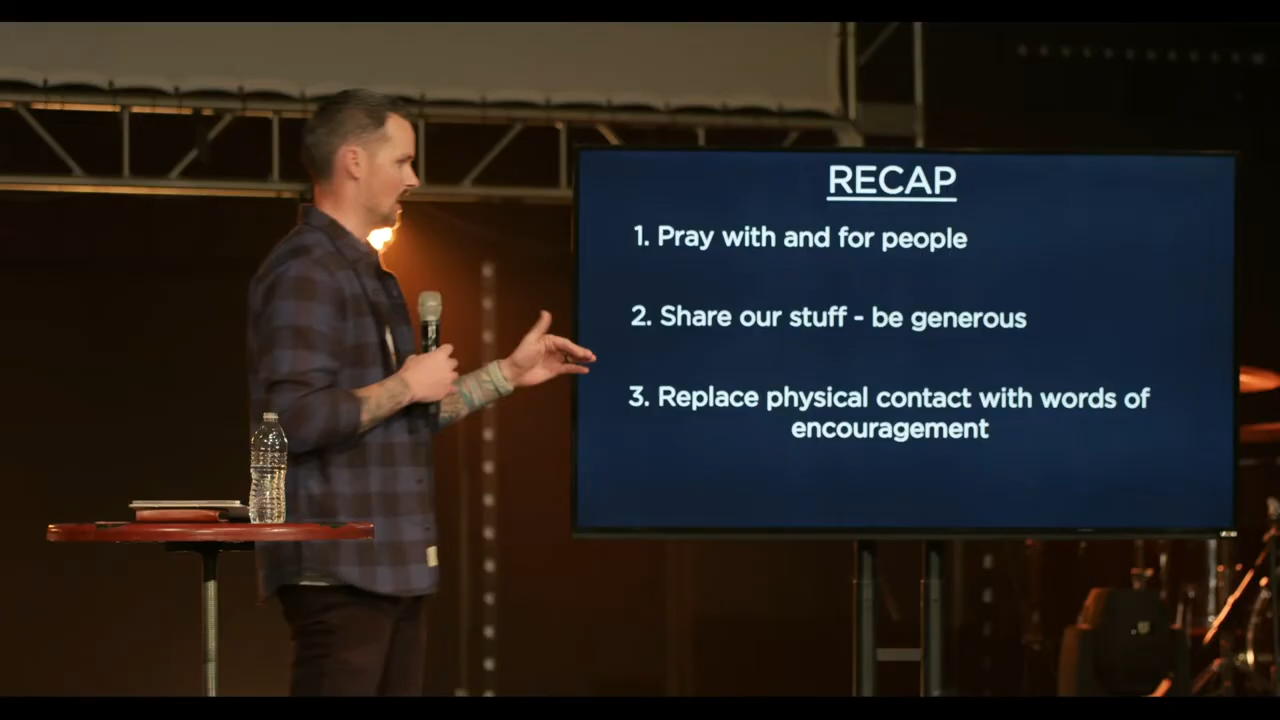 RECAP
1. Pray with and for people
2. Share our stuff - be generous
3. Replace physical contact with words of
encouragement